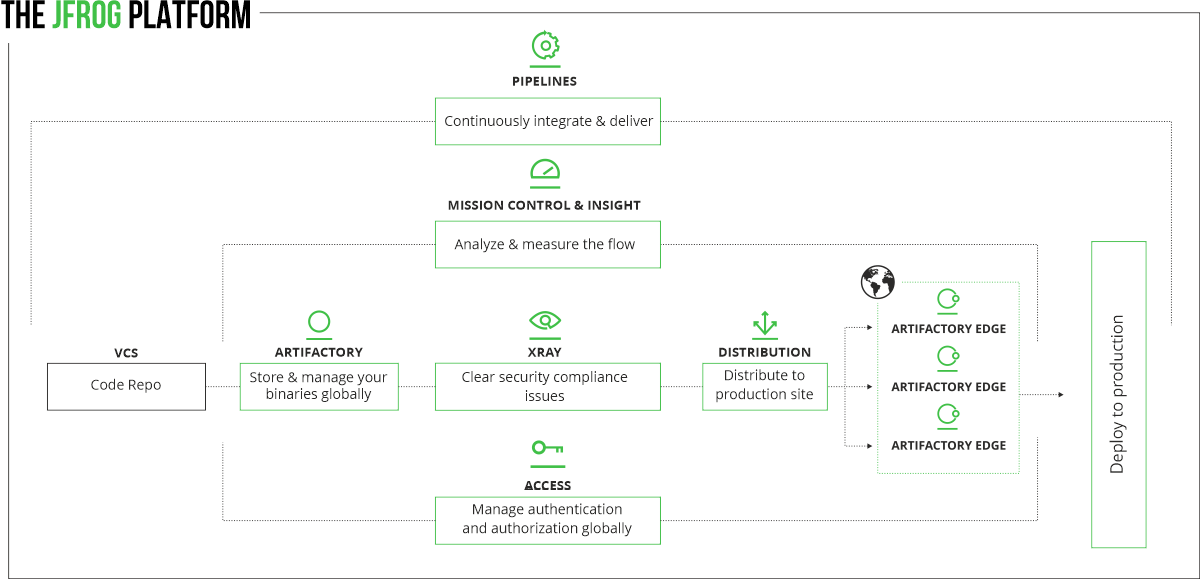 THE JFROG PLATFORM
PIPELINES
Continuously integrate & deliver
MISSION CONTROL & INSIGHT
Analyze & measure the flow
VCS
Code Repo
ARTIFACTORY
Store & manage your
binaries globally
XRAY
Clear security compliance
issues
DISTRIBUTION
Distribute to
production site
ARTIFACTORY EDGE
ARTIFACTORY EDGE
ARTIFACTORY EDGE
Deploy to production
ACCESS
Manage authentication
and authorization globally